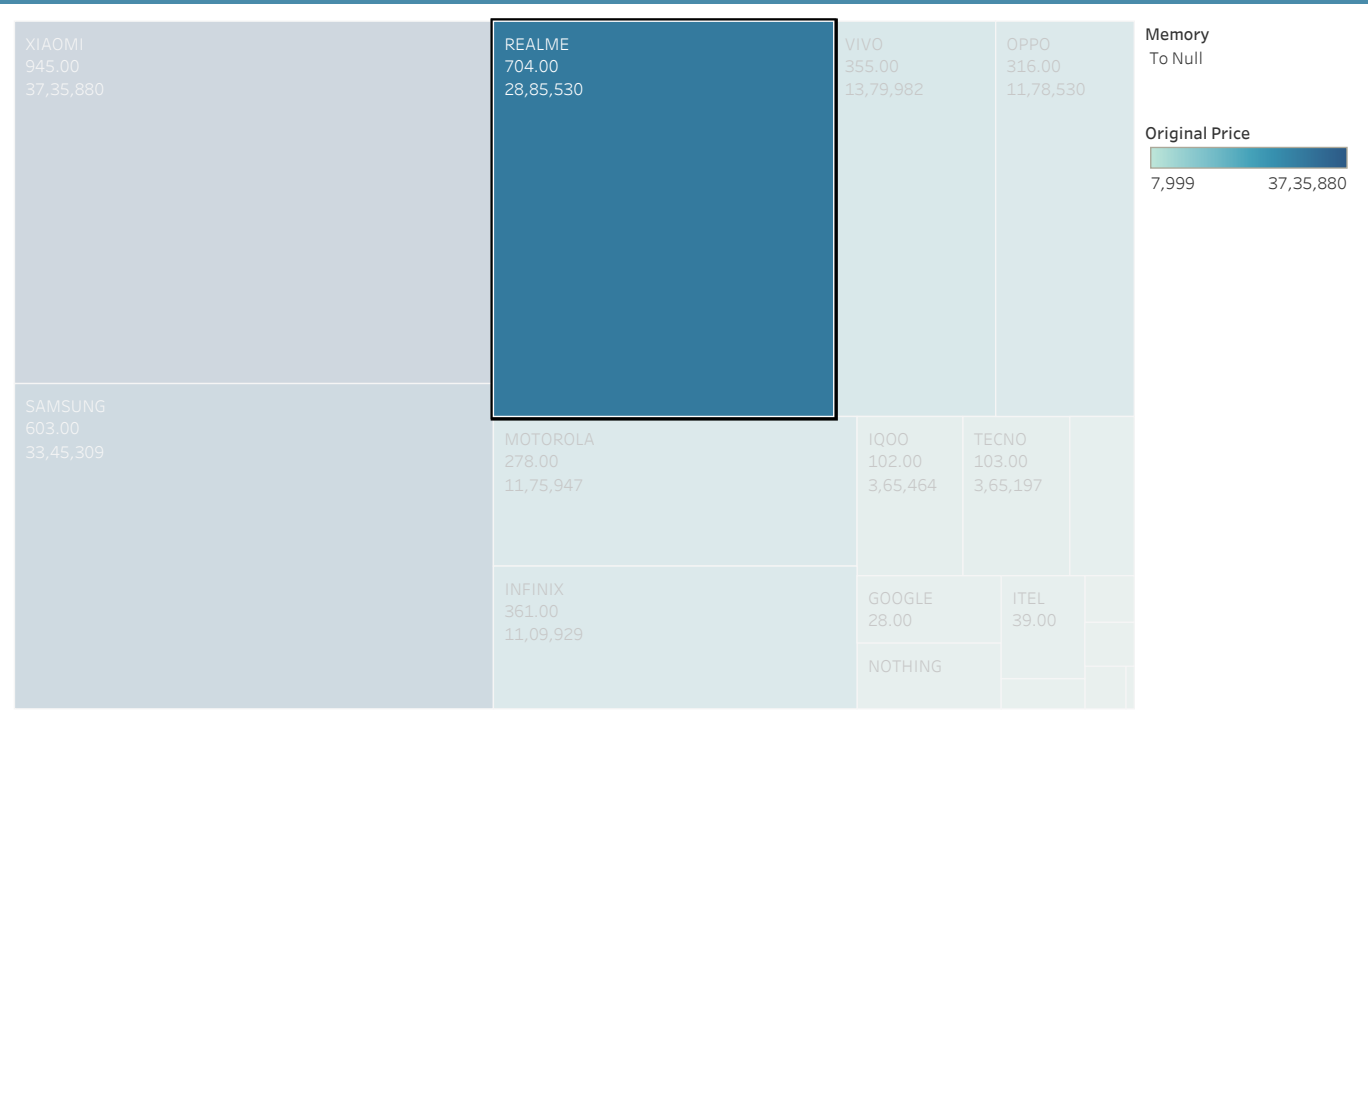 XIAOMI
945.00
37,35,880
REALME
704.00
28,85,530
VIVO
355.00
13,79,982
OPPO
316.00
11,78,530
Memory
To Null
Original Price
7,999 37,35,880
SAMSUNG
603.00
33,45,309
MOTOROLA
278.00
11,75,947
IQOO
102.00
3,65,464
TECNO
103.00
3,65,197
INFINIX
361.00
11,09,929
GOOGLE
28.00
ITEL
39.00
NOTHING